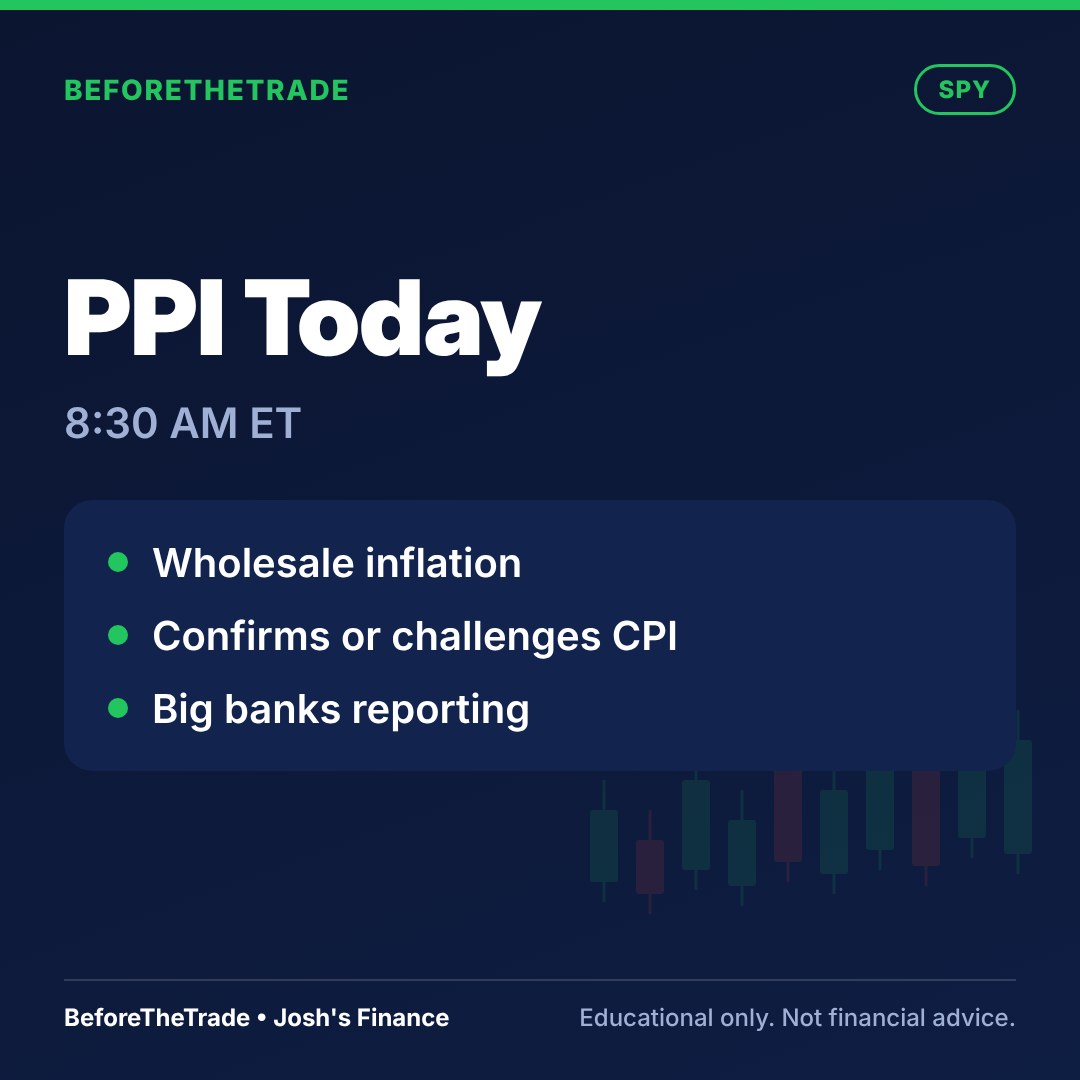 BEFORETHETRADE
SPY
PPI Today
8:30 AM ET
Wholesale inflation
Confirms or challenges CPI
Big banks reporting
BeforeTheTrade • Josh's Finance
Educational only. Not financial advice.